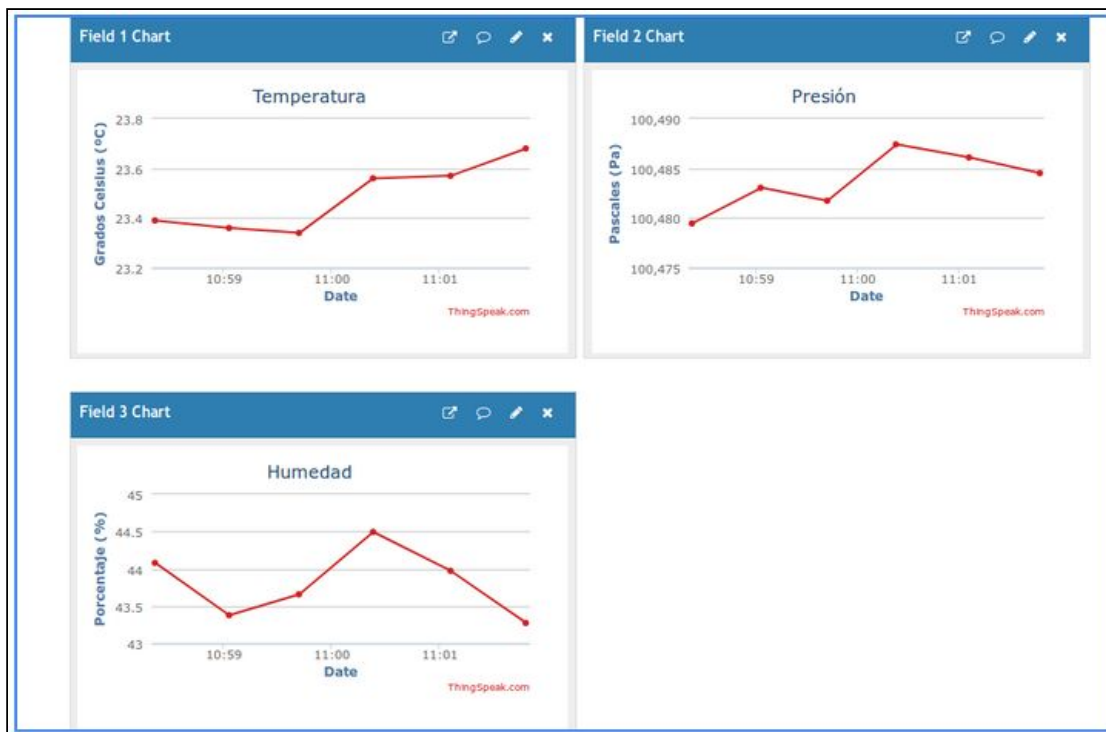 Field 1 Chart
Temperatura
Grados Celsius (ºC)
23.8
23.6
23.4
23.2
10:59 11:00 11:01
Date
ThingSpeak.com
Field 2 Chart
Presión
Pascales (Pa)
100,490
100,485
100,480
100,475
10:59 11:00 11:01
Date
ThingSpeak.com
Field 3 Chart
Humedad
Porcentaje (%)
45
44.5
44
43.5
43
10:59 11:00 11:01
Date
ThingSpeak.com